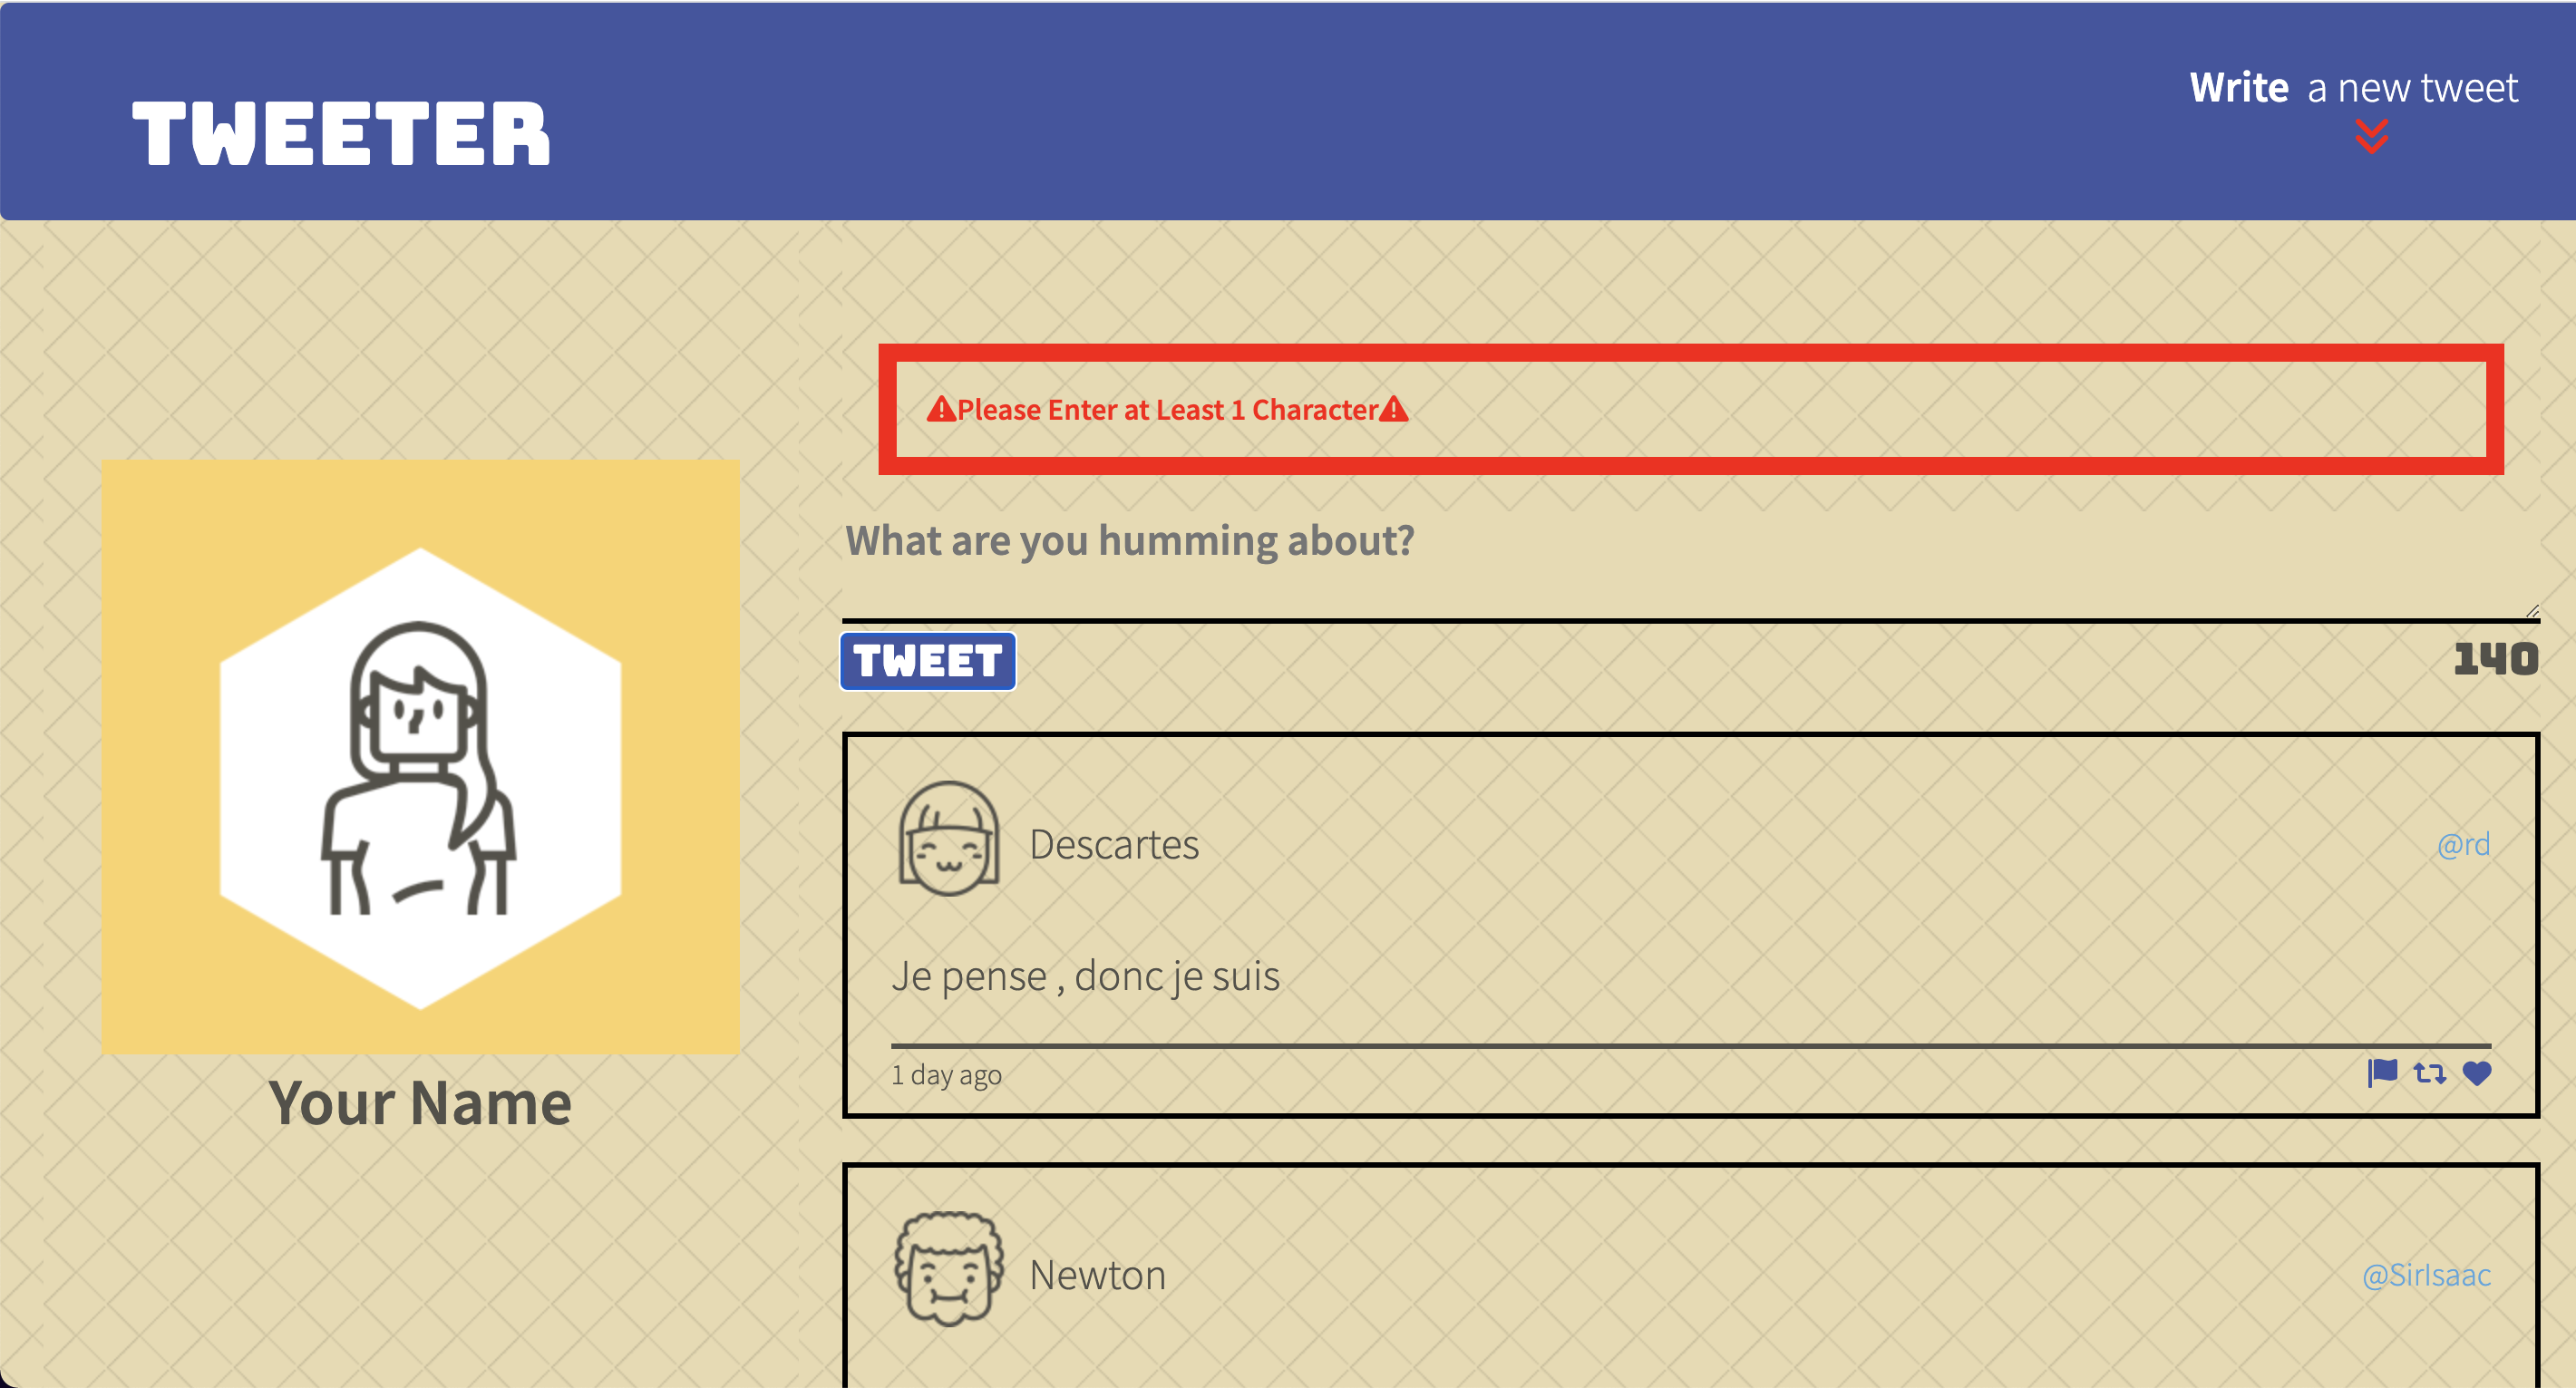 TWEETER
Write a new tweet
Please Enter at Least 1 Character
What are you humming about?
TWEET
140
Your Name
Descartes
@rd
Je pense , donc je suis
1 day ago
Newton
@SirIsaac